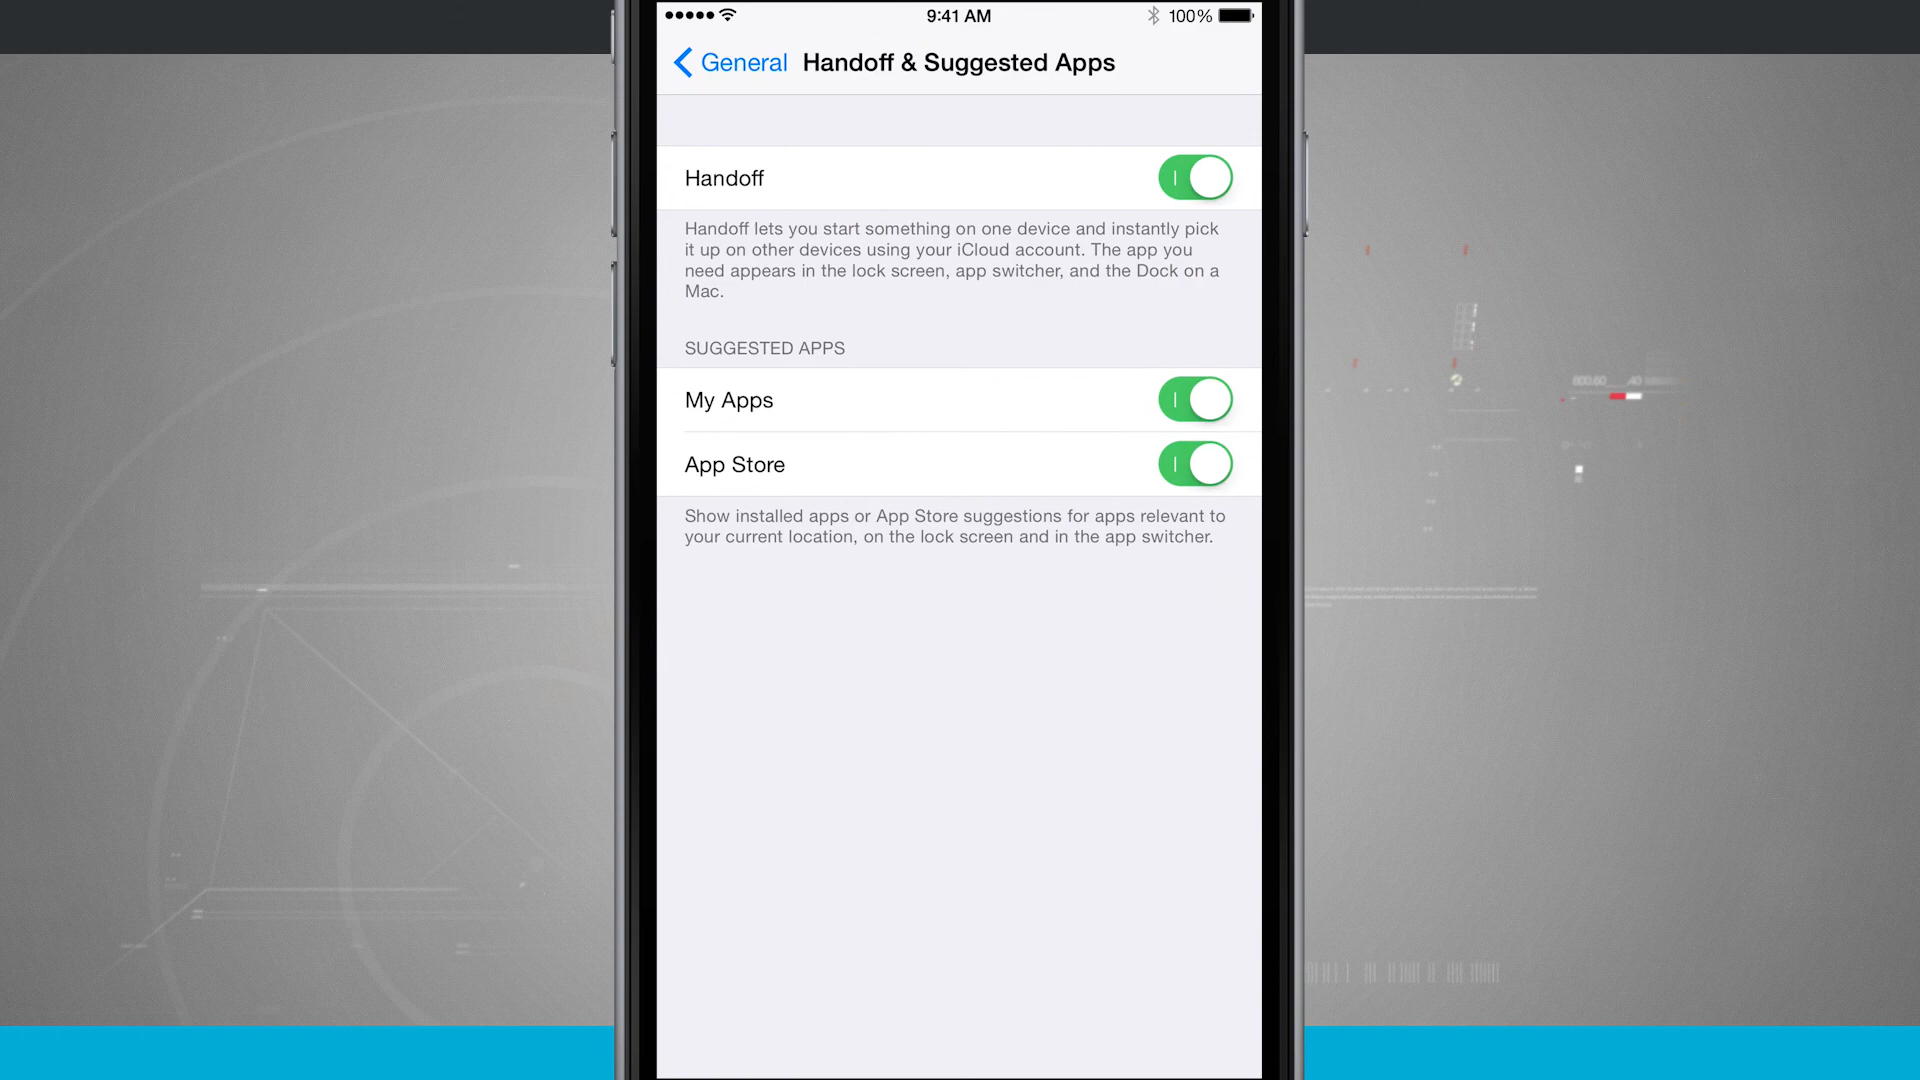 9:41 AM
100%
General Handoff & Suggested Apps
Handoff
Handoff lets you start something on one device and instantly pick
it up on other devices using your iCloud account. The app you
need appears in the lock screen, app switcher, and the Dock on a
Mac.
SUGGESTED APPS
My Apps
App Store
Show installed apps or App Store suggestions for apps relevant to
your current location, on the lock screen and in the app switcher.